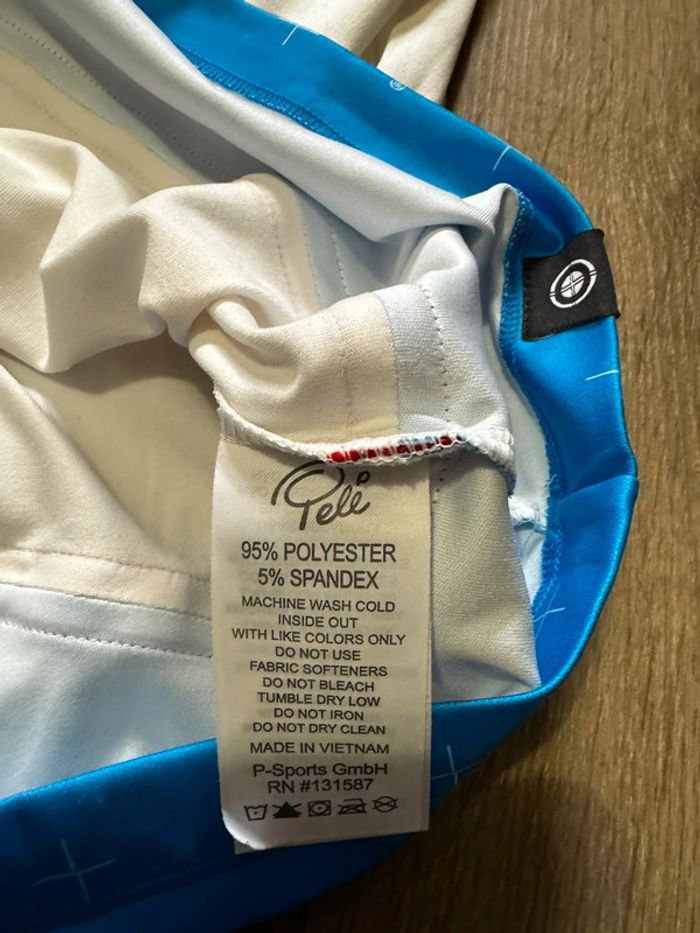 Pelé
95% POLYESTER
5% SPANDEX
MACHINE WASH COLD
INSIDE OUT
WITH LIKE COLORS ONLY
DO NOT USE
FABRIC SOFTENERS
DO NOT BLEACH
TUMBLE DRY LOW
DO NOT IRON
DO NOT DRY CLEAN
MADE IN VIETNAM
P-Sports GmbH
RN #131587